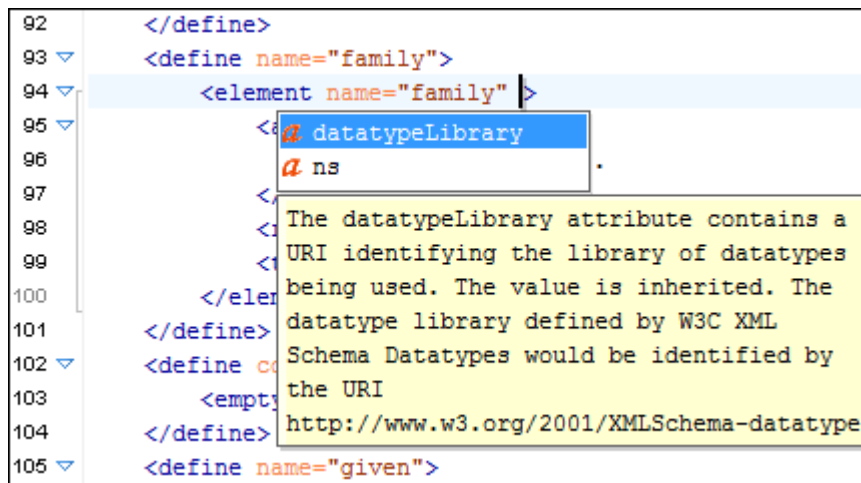 92 </define>
93 <define name="family">
94 <element name="family" >
95 <a datatypeLibrary
96 ns .
97 </
98 < The datatypeLibrary attribute contains a
99 <t URI identifying the library of datatypes
being used. The value is inherited. The
100 </elem
datatype library defined by W3C XML
101 </define>
Schema Datatypes would be identified by
102 <define co
the URI
103 <empty
http://www.w3.org/2001/XMLSchema-datatype
104 </define>
105 <define name="given">